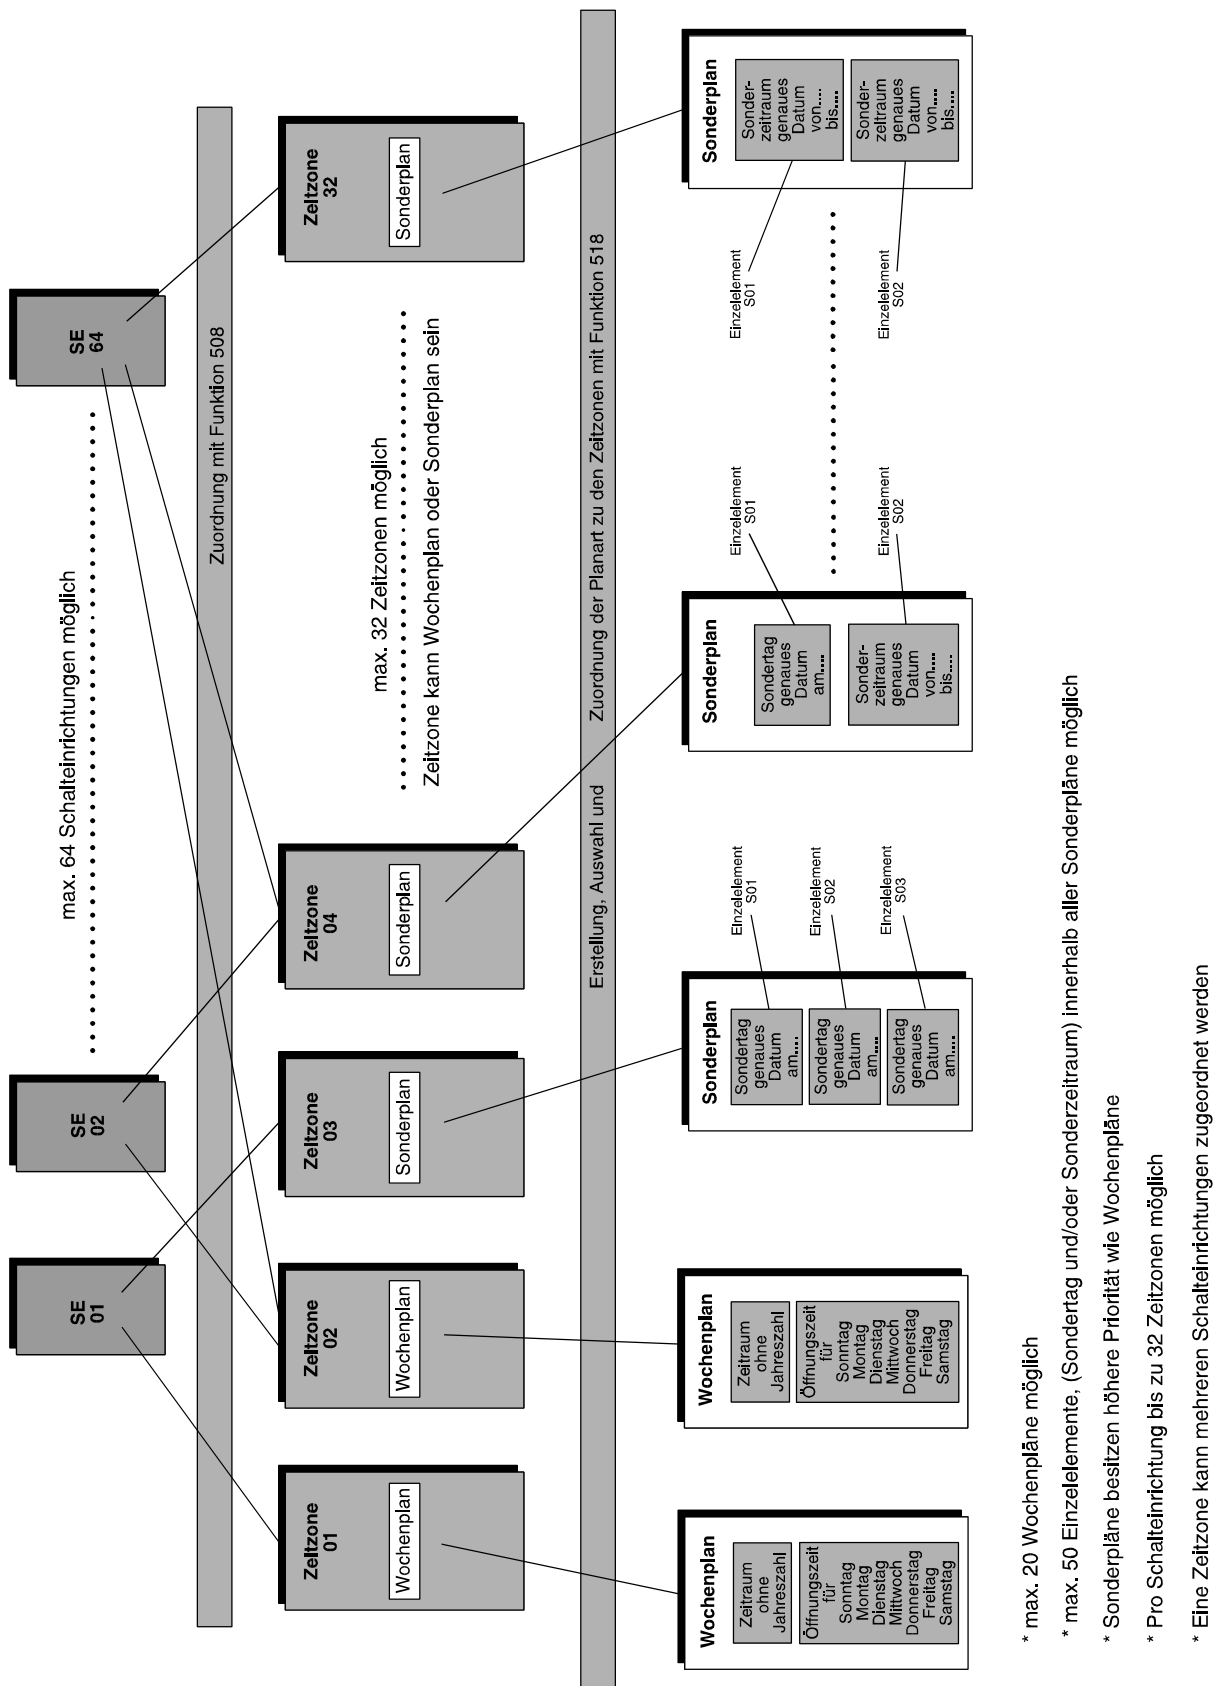 SE
01
SE
02
max. 64 Schalteinrichtungen möglich
SE
64
Zuordnung mit Funktion 508
Zeitzone
01
Wochenplan
Zeitzone
02
Wochenplan
Zeitzone
03
Sonderplan
Zeitzone
04
Sonderplan
max. 32 Zeitzonen möglich
Zeitzone kann Wochenplan oder Sonderplan sein
Zeitzone
32
Sonderplan
Erstellung, Auswahl und Zuordnung der Planart zu den Zeitzonen mit Funktion 518
Wochenplan
Zeitraum
ohne
Jahreszahl
Öffnungszeit
für
Sonntag
Montag
Dienstag
Mittwoch
Donnerstag
Freitag
Samstag
Wochenplan
Zeitraum
ohne
Jahreszahl
Öffnungszeit
für
Sonntag
Montag
Dienstag
Mittwoch
Donnerstag
Freitag
Samstag
Sonderplan
Sondertag
genaues
Datum
am....
Sondertag
genaues
Datum
am....
Sondertag
genaues
Datum
am....
Einzelelement
S01
Einzelelement
S02
Einzelelement
S03
Sonderplan
Sondertag
genaues
Datum
am....
Sonder-
zeitraum
genaues
Datum
von....
bis....
Einzelelement
S01
Einzelelement
S02
Einzelelement
S01
Einzelelement
S02
Sonderplan
Sonder-
zeitraum
genaues
Datum
von....
bis....
Sonder-
zeitraum
genaues
Datum
von....
bis....
* max. 20 Wochenpläne möglich
* max. 50 Einzelelemente, (Sondertag und/oder Sonderzeitraum) innerhalb aller Sonderpläne möglich
* Sonderpläne besitzen höhere Priorität wie Wochenpläne
* Pro Schalteinrichtung bis zu 32 Zeitzonen möglich
* Eine Zeitzone kann mehreren Schalteinrichtungen zugeordnet werden